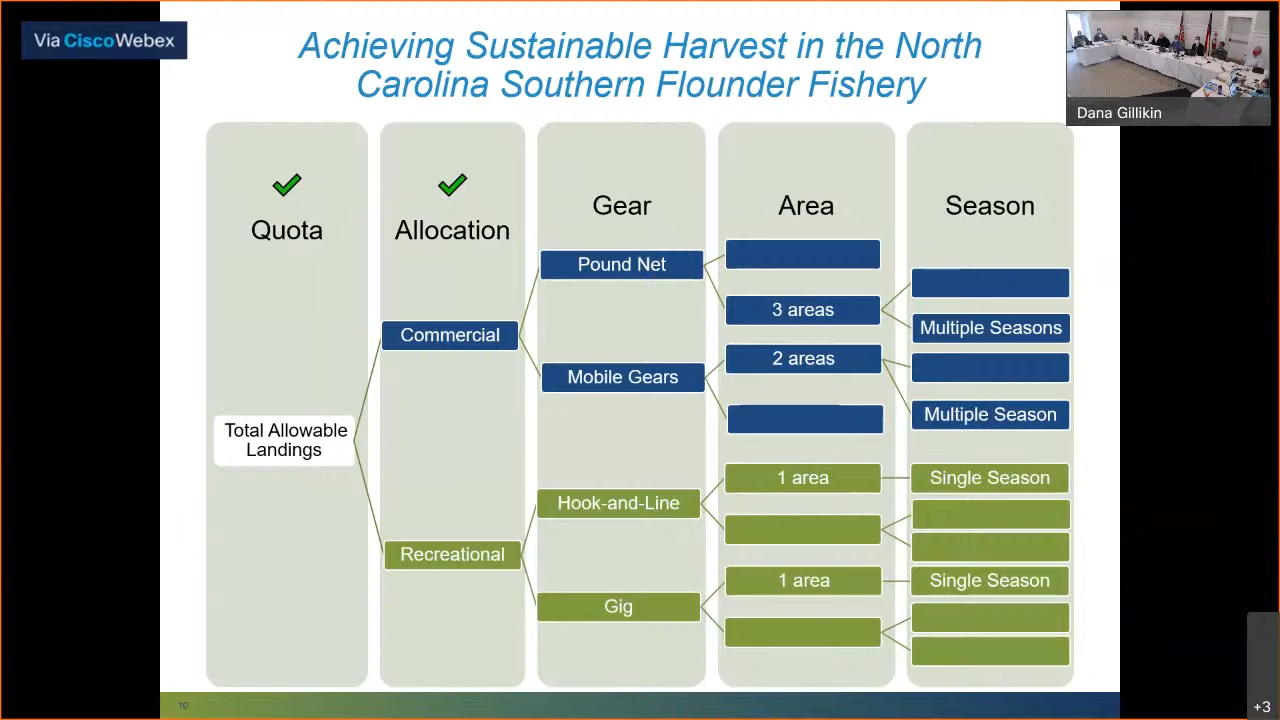 Via CiscoWebex
Achieving Sustainable Harvest in the North
Carolina Southern Flounder Fishery
Dana Gillikin
Quota
Allocation
Gear
Area
Season
Total Allowable
Landings
Commercial
Recreational
Pound Net
Mobile Gears
Hook-and-Line
Gig
3 areas
2 areas
1 area
1 area
Multiple Seasons
Multiple Season
Single Season
Single Season
10
+3